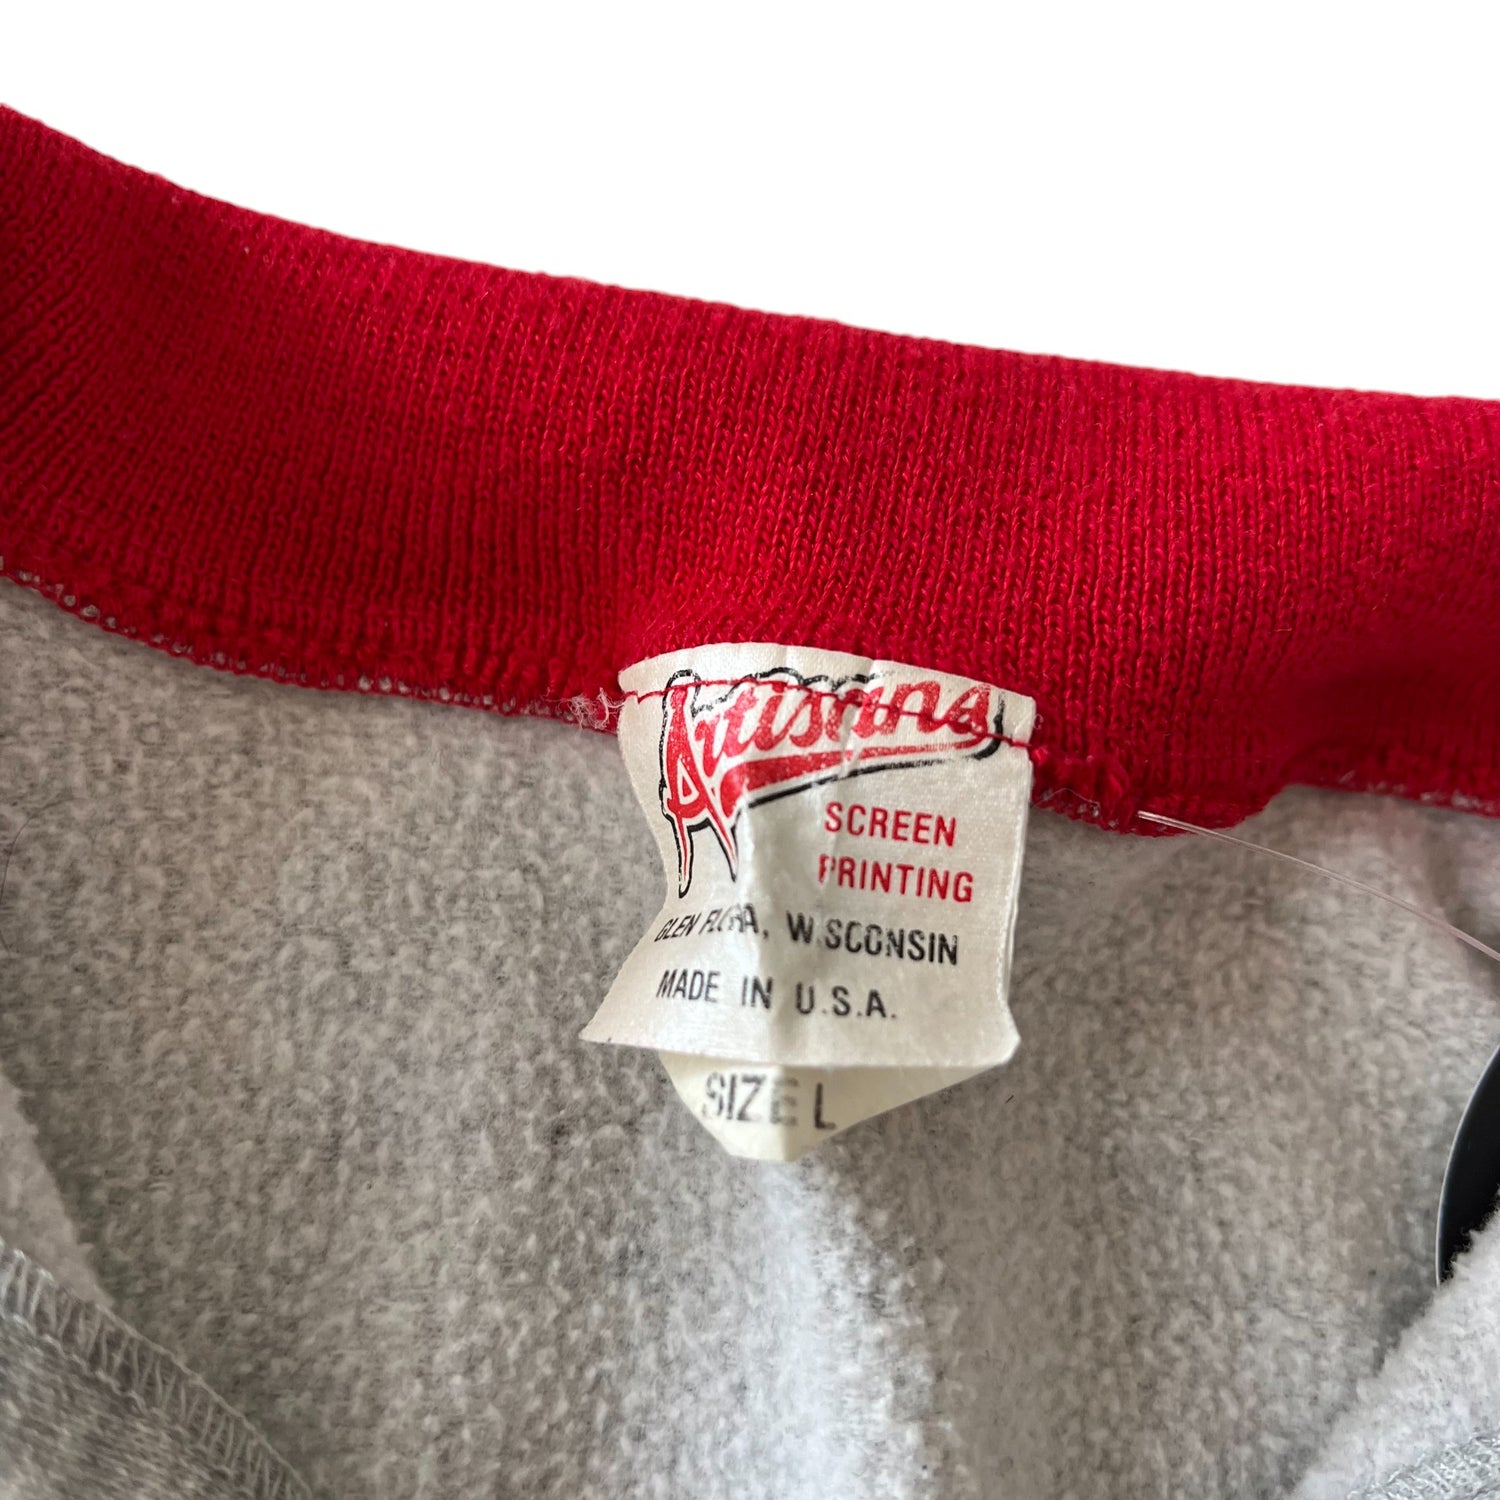 Artisans
SCREEN
PRINTING
GLEN FLORA, WISCONSIN
MADE IN U.S.A.
SIZE L